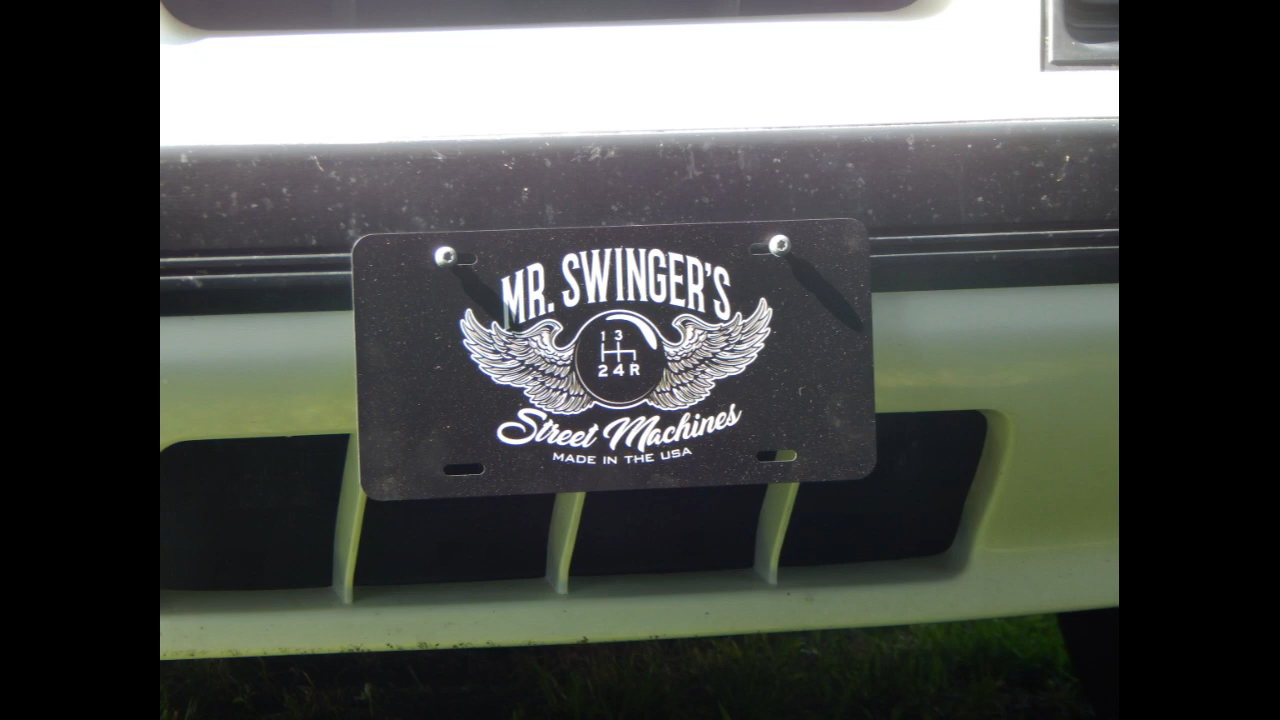 MR. SWINGER'S
1 3
2 4 R
Street Machines
MADE IN THE USA